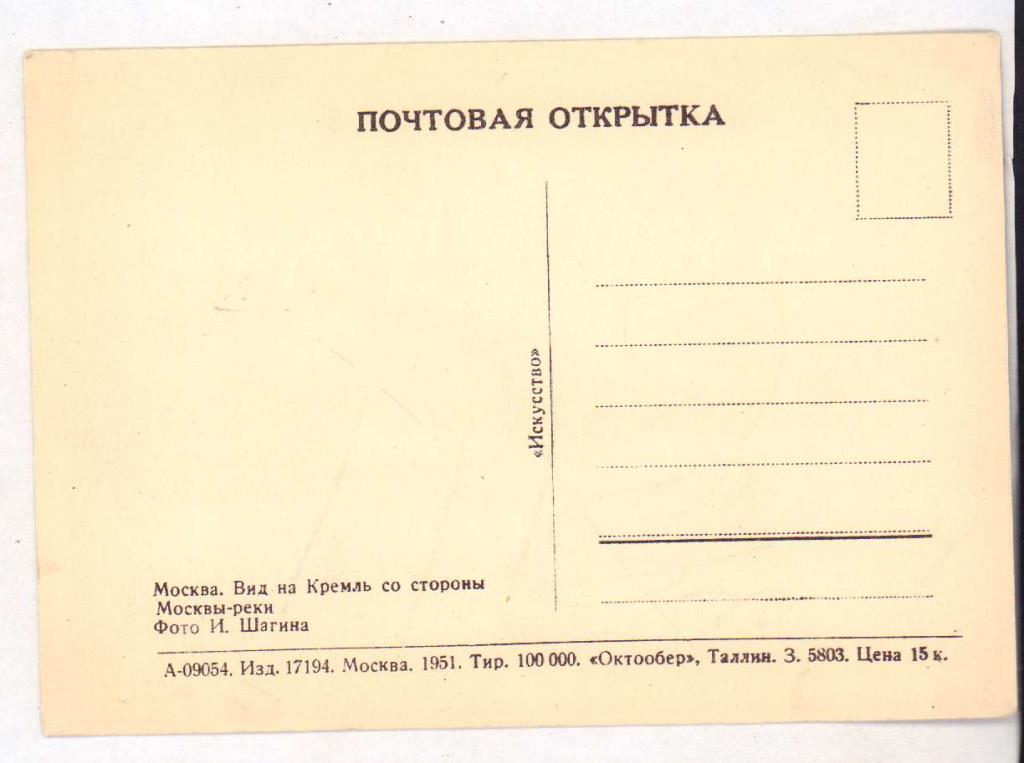 ПОЧТОВАЯ ОТКРЫТКА
«Искусство»
Москва. Вид на Кремль со стороны
Москвы-реки
Фото И. Шагина
А-09054. Изд. 17194. Москва. 1951. Тир. 100 000. «Октообер», Таллин. З. 5803. Цена 15 к.